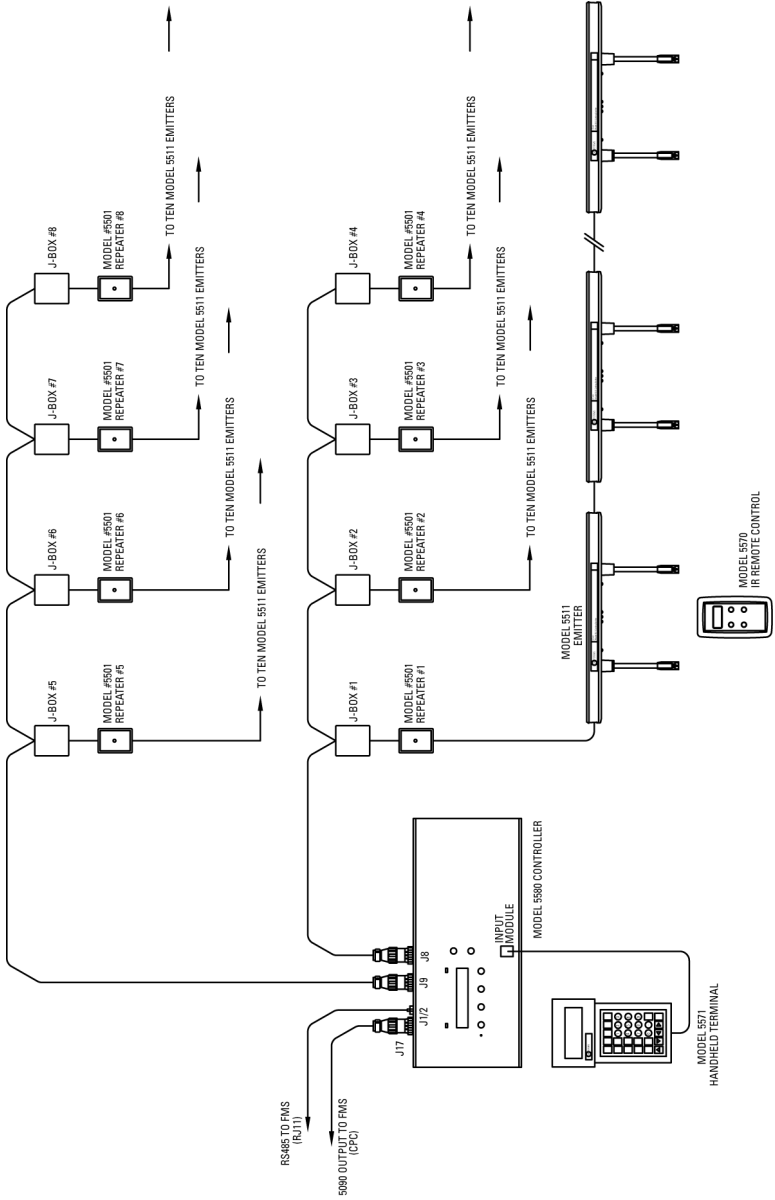 J-BOX #5
J-BOX #6
J-BOX #7
J-BOX #8
MODEL #5501
REPEATER #5
MODEL #5501
REPEATER #6
MODEL #5501
REPEATER #7
MODEL #5501
REPEATER #8
TO TEN MODEL 5511 EMITTERS
TO TEN MODEL 5511 EMITTERS
TO TEN MODEL 5511 EMITTERS
TO TEN MODEL 5511 EMITTERS
J-BOX #1
J-BOX #2
J-BOX #3
J-BOX #4
MODEL #5501
REPEATER #1
MODEL #5501
REPEATER #2
MODEL #5501
REPEATER #3
MODEL #5501
REPEATER #4
TO TEN MODEL 5511 EMITTERS
TO TEN MODEL 5511 EMITTERS
TO TEN MODEL 5511 EMITTERS
RS485 TO FMS
(RJ11)
5090 OUTPUT TO FMS
(CPC)
J17
J1/2
J9
J8
INPUT
MODULE
MODEL 5580 CONTROLLER
MODEL 5511
EMITTER
MODEL 5571
HANDHELD TERMINAL
MODEL 5570
IR REMOTE CONTROL